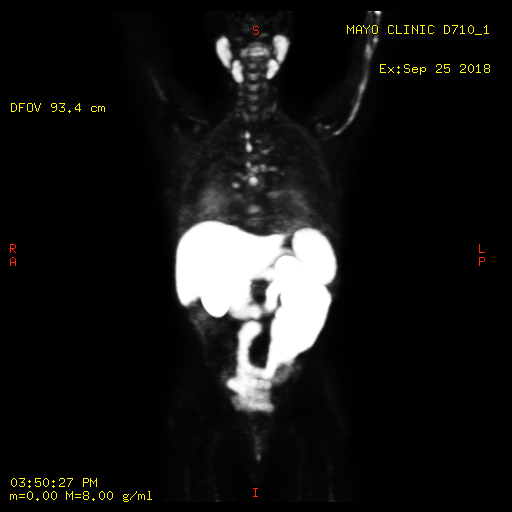 S
MAYO CLINIC D710_1
Ex:Sep 25 2018
DFOV 93.4 cm
R
A
L
P
03:50:27 PM
m=0.00 M=8.00 g/ml
I